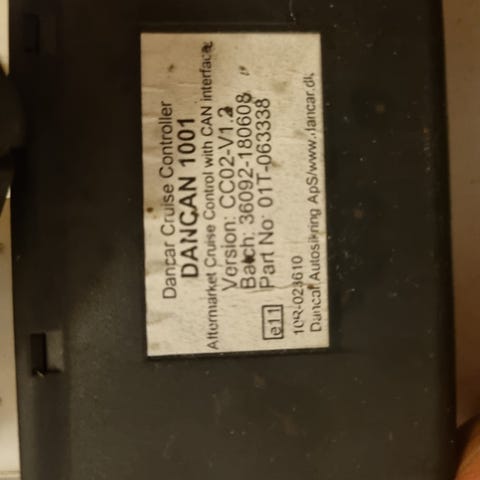 Dancar Cruise Controller
DANCAN 1001
Aftermarket Cruise Control with CAN interface
Version: CC02-V1.2
Batch: 36092-180608
Part No: 01T-063338
e11
10R-023610
Dancar Autosikring ApS/www.dancar.dk